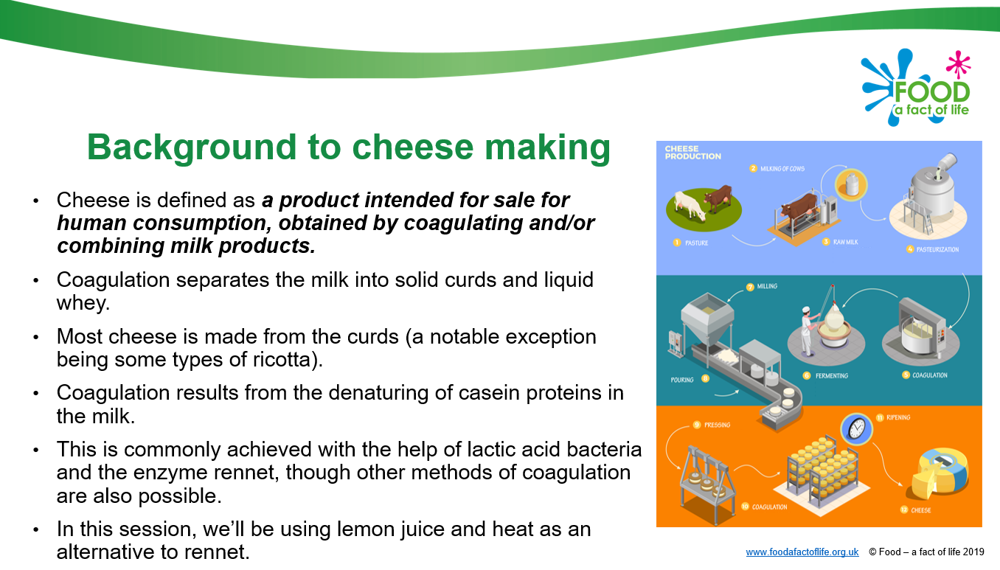 FOOD
a fact of life
Background to cheese making
• Cheese is defined as a product intended for sale for
human consumption, obtained by coagulating and/or
combining milk products.
• Coagulation separates the milk into solid curds and liquid
whey.
• Most cheese is made from the curds (a notable exception
being some types of ricotta).
• Coagulation results from the denaturing of casein proteins in
the milk.
• This is commonly achieved with the help of lactic acid bacteria
and the enzyme rennet, though other methods of coagulation
are also possible.
• In this session, we’ll be using lemon juice and heat as an
alternative to rennet.
CHEESE
PRODUCTION
1 PASTURE
2 MILKING OF COWS
3 RAW MILK
4 PASTEURIZATION
5 COAGULATION
6 FERMENTING
7 MILLING
POURING 8
9 PRESSING
10 COAGULATION
11 RIPENING
12 CHEESE
www.foodafactoflife.org.uk © Food – a fact of life 2019